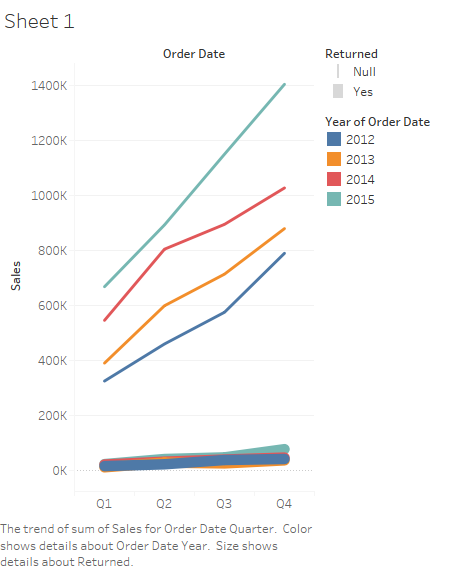 Sheet 1
Order Date
Returned
Null
Yes
Year of Order Date
2012
2013
2014
2015
Sales
1400K
1200K
1000K
800K
600K
400K
200K
0K
Q1 Q2 Q3 Q4
The trend of sum of Sales for Order Date Quarter. Color
shows details about Order Date Year. Size shows
details about Returned.